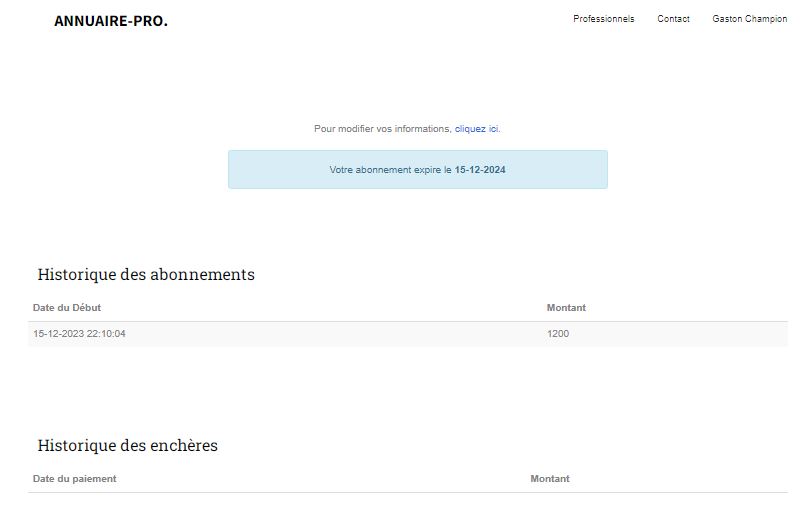 ANNUAIRE-PRO.
Professionnels Contact Gaston Champion
Pour modifier vos informations, cliquez ici.
Votre abonnement expire le 15-12-2024
Historique des abonnements
Date du Début Montant
15-12-2023 22:10:04 1200
Historique des enchères
Date du paiement Montant